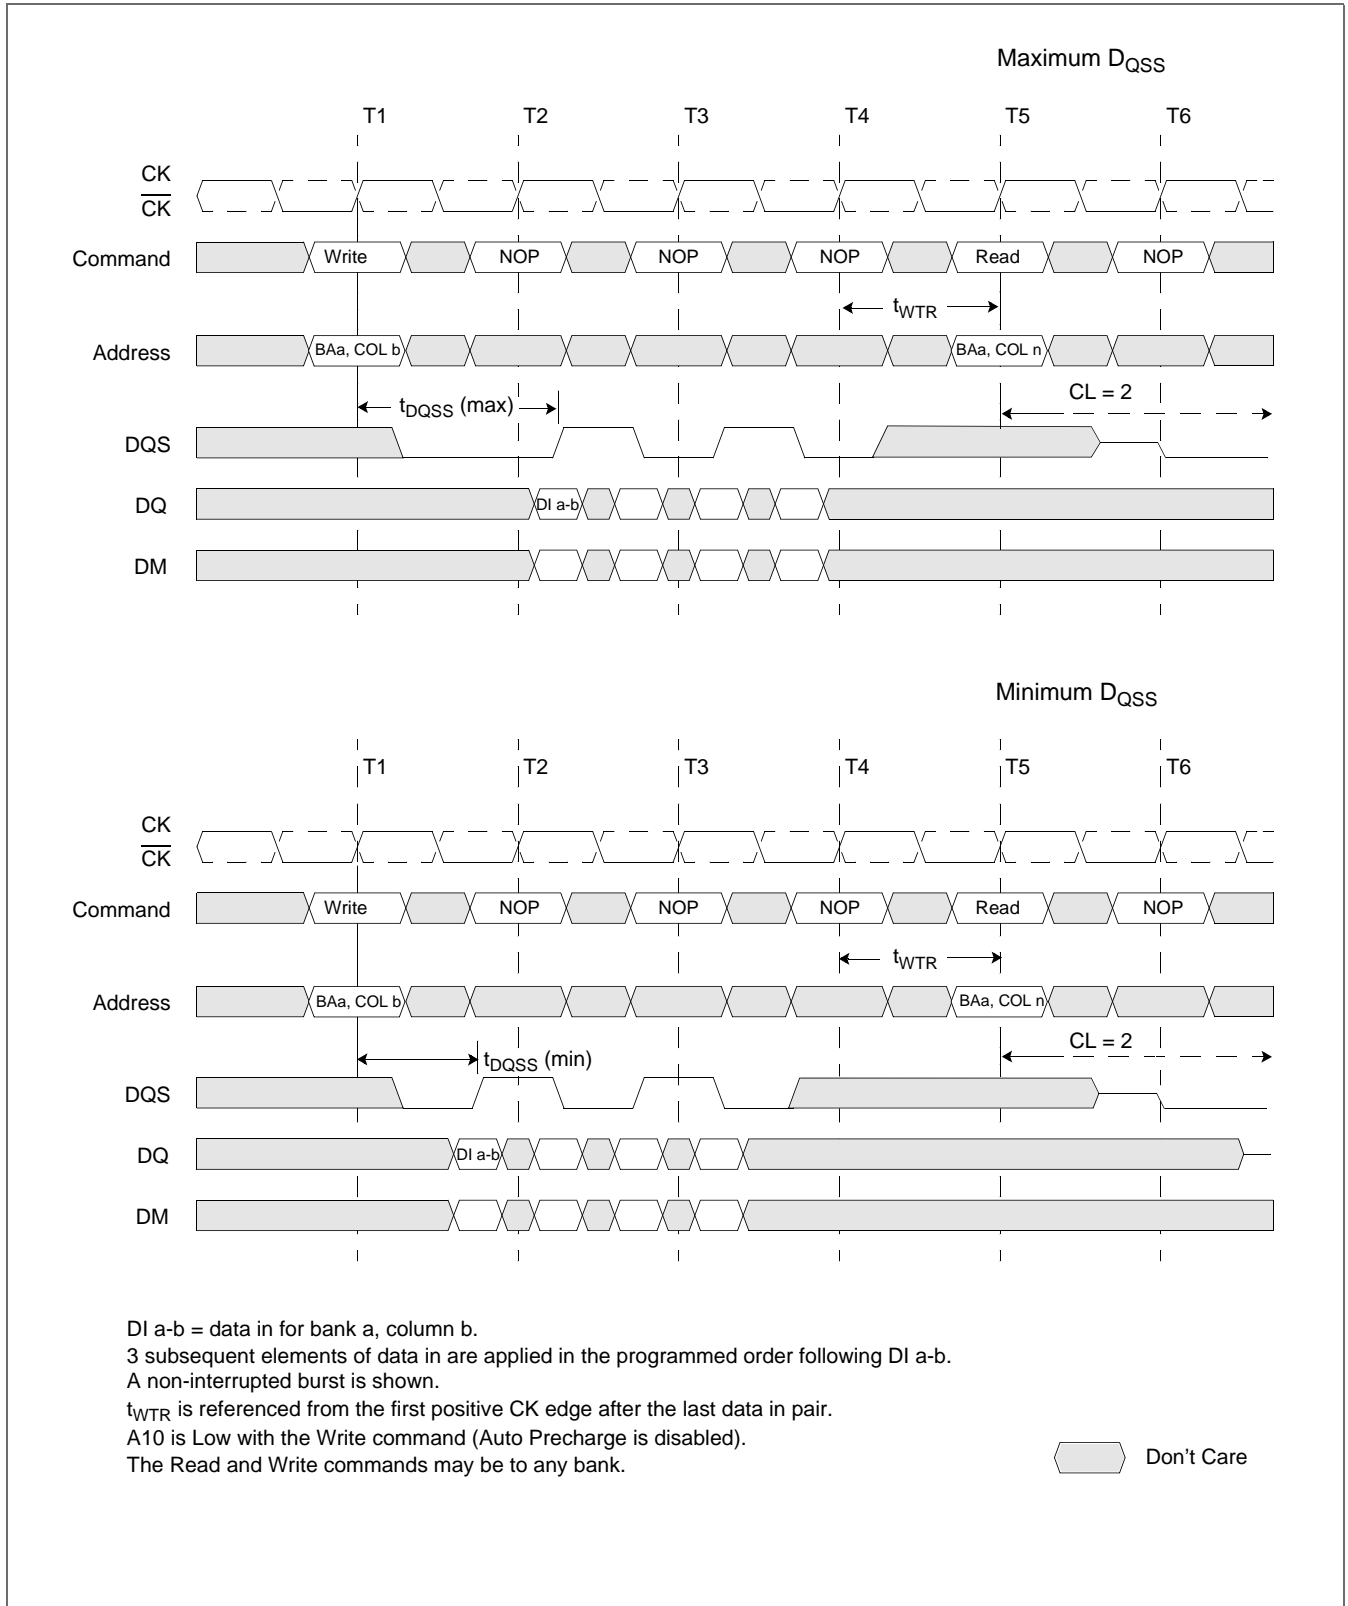 Maximum DQSS
T1 T2 T3 T4 T5 T6
CK
CK
Command Write NOP NOP NOP Read NOP
tWTR
Address BAa, COL b BAa, COL n
tDQSS (max) CL = 2
DQS
DQ DI a-b
DM
Minimum DQSS
T1 T2 T3 T4 T5 T6
CK
CK
Command Write NOP NOP NOP Read NOP
tWTR
Address BAa, COL b BAa, COL n
tDQSS (min) CL = 2
DQS
DQ DI a-b
DM
DI a-b = data in for bank a, column b.
3 subsequent elements of data in are applied in the programmed order following DI a-b.
A non-interrupted burst is shown.
tWTR is referenced from the first positive CK edge after the last data in pair.
A10 is Low with the Write command (Auto Precharge is disabled).
The Read and Write commands may be to any bank.
Don't Care